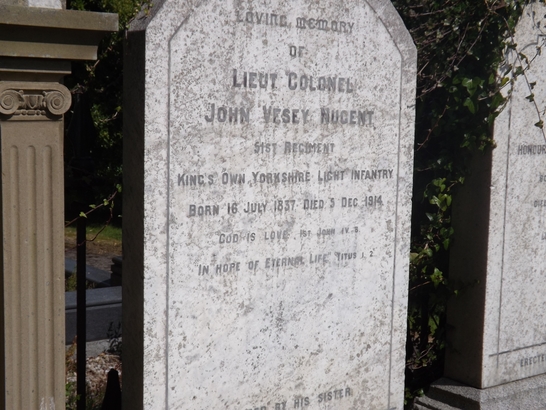 LOVING MEMORY
OF
LIEUT COLONEL
JOHN VESEY NUGENT
51ST REGIMENT
KING'S OWN YORKSHIRE LIGHT INFANTRY
BORN 16 JULY 1837. DIED 3 DEC. 1914.
"GOD IS LOVE." 1ST JOHN IV. 8.
"IN HOPE OF ETERNAL LIFE" TITUS I, 2.
BY HIS SISTER
HONOUR
ERECTE